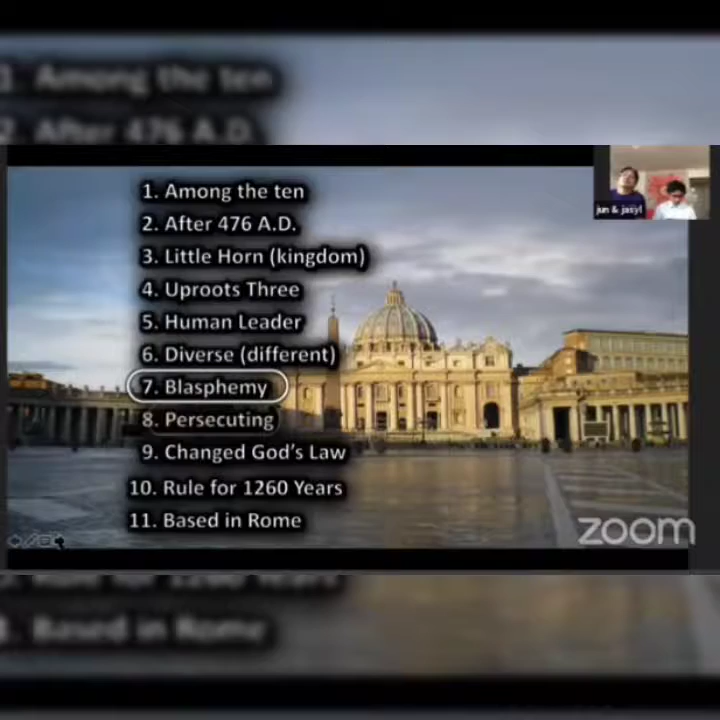 1. Among the ten
2. After 476 A.D.
jun & jasyl
1. Among the ten
2. After 476 A.D.
3. Little Horn (kingdom)
4. Uproots Three
5. Human Leader
6. Diverse (different)
7. Blasphemy
8. Persecuting
9. Changed God's Law
10. Rule for 1260 Years
11. Based in Rome
zoom
Based in Rome